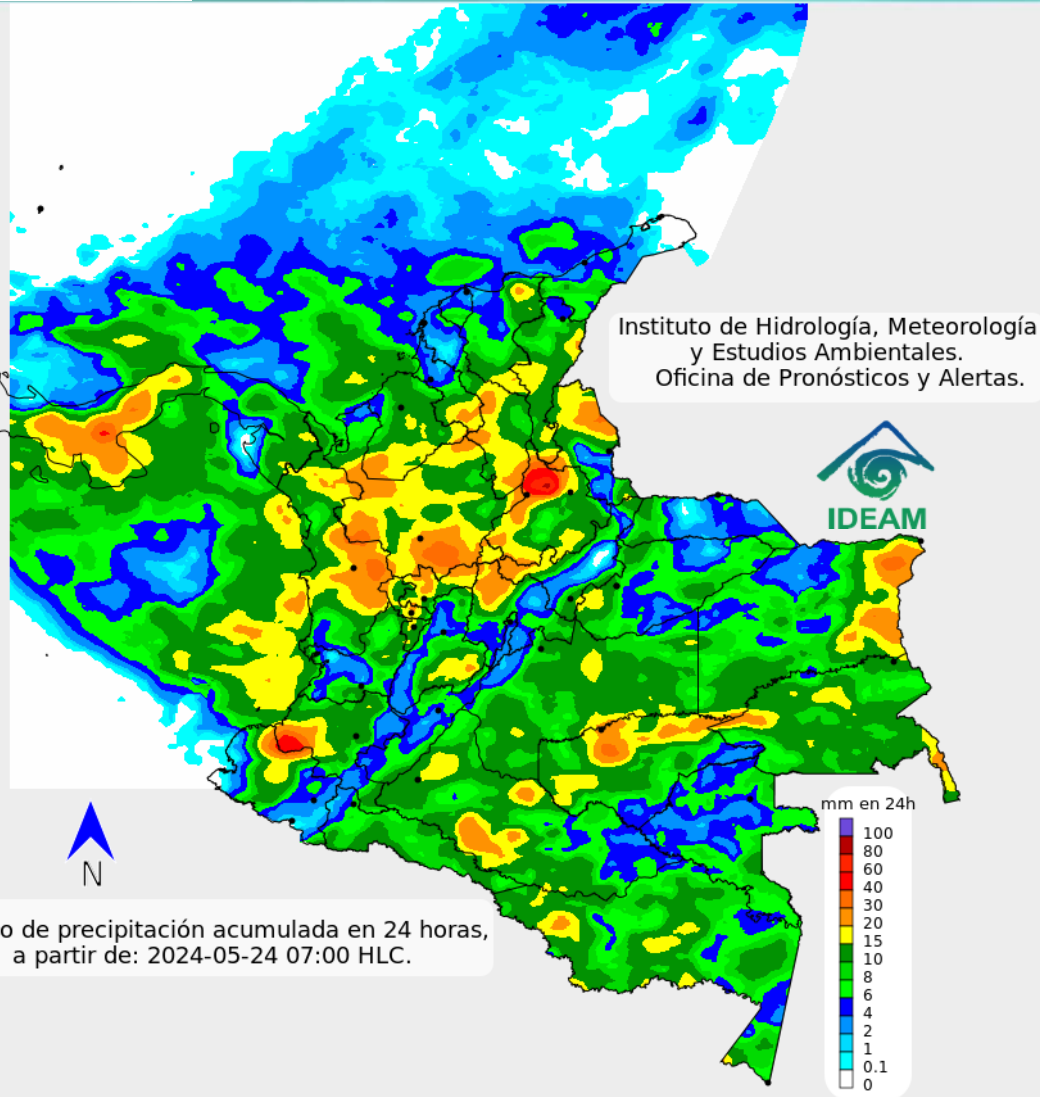 Instituto de Hidrología, Meteorología
y Estudios Ambientales.
Oficina de Pronósticos y Alertas.
IDEAM
mm en 24h
100
80
60
40
30
20
15
10
8
6
4
2
1
0.1
0
N
o de precipitación acumulada en 24 horas,
a partir de: 2024-05-24 07:00 HLC.